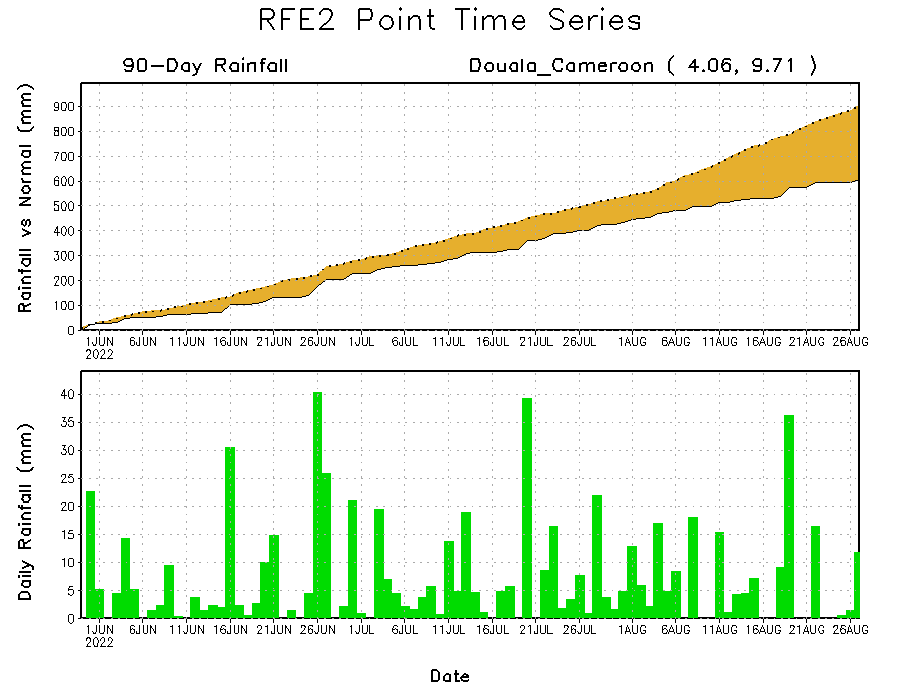 RFE2 Point Time Series
90-Day Rainfall
Douala_Cameroon ( 4.06, 9.71 )
Rainfall vs Normal (mm)
900
800
700
600
500
400
300
200
100
0
1JUN 6JUN 11JUN 16JUN 21JUN 26JUN 1JUL 6JUL 11JUL 16JUL 21JUL 26JUL 1AUG 6AUG 11AUG 16AUG 21AUG 26AUG
2022
Daily Rainfall (mm)
40
35
30
25
20
15
10
5
0
1JUN 6JUN 11JUN 16JUN 21JUN 26JUN 1JUL 6JUL 11JUL 16JUL 21JUL 26JUL 1AUG 6AUG 11AUG 16AUG 21AUG 26AUG
2022
Date